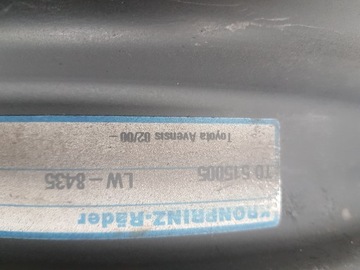 KRONPRINZ-Räder
TO 515005 LW - 8435
Toyota Avensis 02/00 -